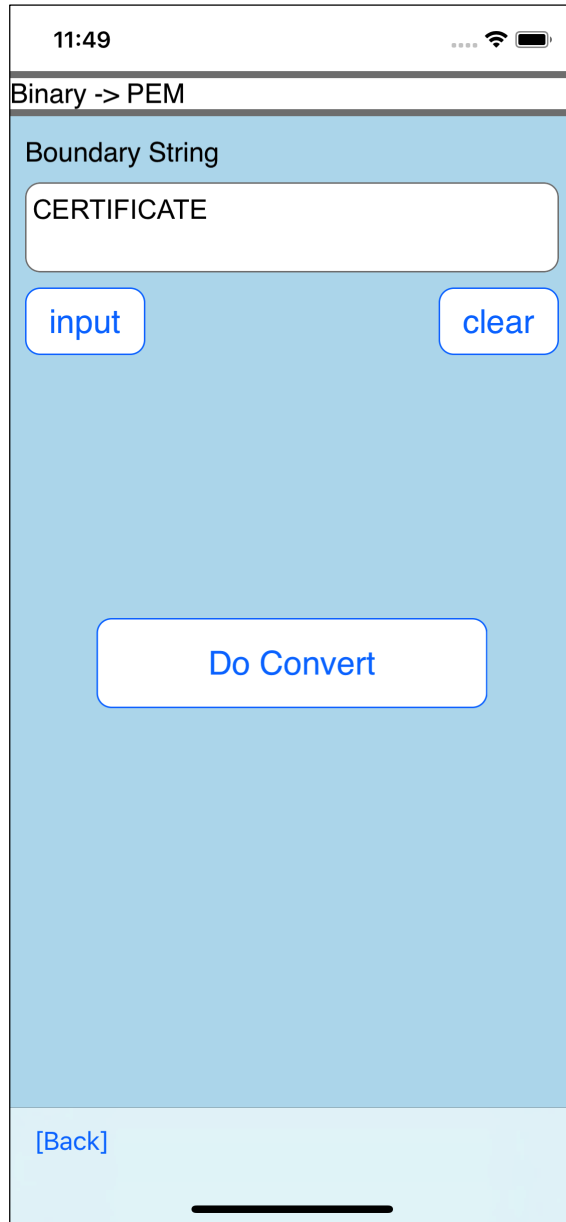 11:49
Binary -> PEM
Boundary String
CERTIFICATE
input clear
Do Convert
[Back]